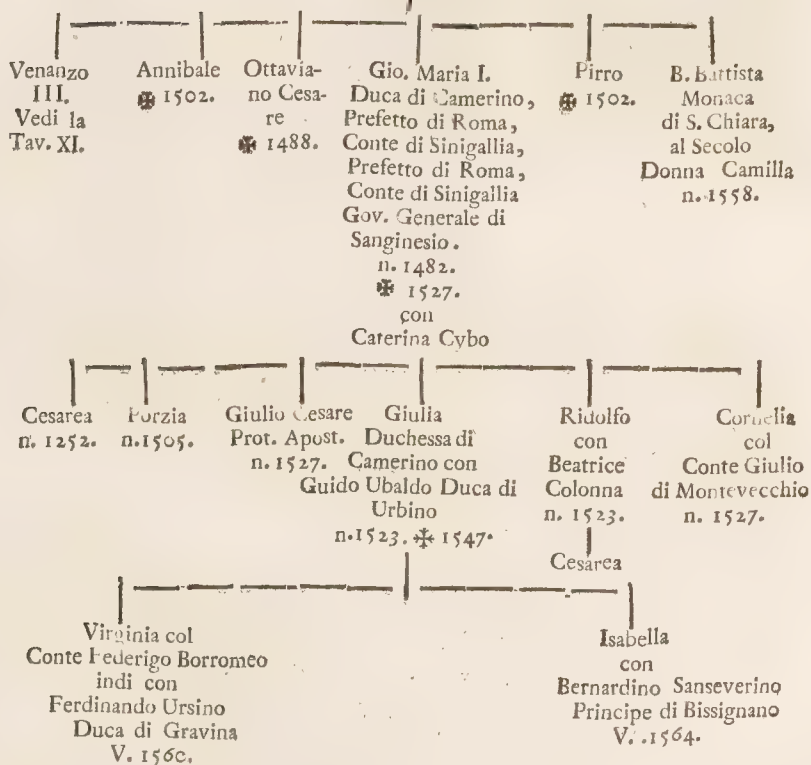 Venanzo
III.
Vedi la
Tav. XI.
Annibale
✠ 1502.
Ottavia-
no Cesa-
re
✠ 1488.
Gio. Maria I.
Duca di Camerino,
Prefetto di Roma,
Conte di Sinigallia,
Prefetto di Roma,
Conte di Sinigallia
Gov. Generale di
Sanginesio.
n. 1482.
✠ 1527.
con
Caterina Cybo
Pirro
✠ 1502.
B. Battista
Monaca
di S. Chiara,
al Secolo
Donna Camilla
n. 1558.
Cesarea
n. 1252.
Porzia
n. 1505.
Giulio Cesare
Prot. Apost.
n. 1527.
Giulia
Duchessa di
Camerino con
Guido Ubaldo Duca di
Urbino
n. 1523. ✠ 1547.
Ridolfo
con
Beatrice
Colonna
n. 1523.
Cesarea
Cornelia
col
Conte Giulio
di Montevecchio
n. 1527.
Virginia col
Conte Federigo Borromeo
indi con
Ferdinando Ursino
Duca di Gravina
V. 1560.
Isabella
con
Bernardino Sanseverino
Principe di Bissignano
V. .1564.